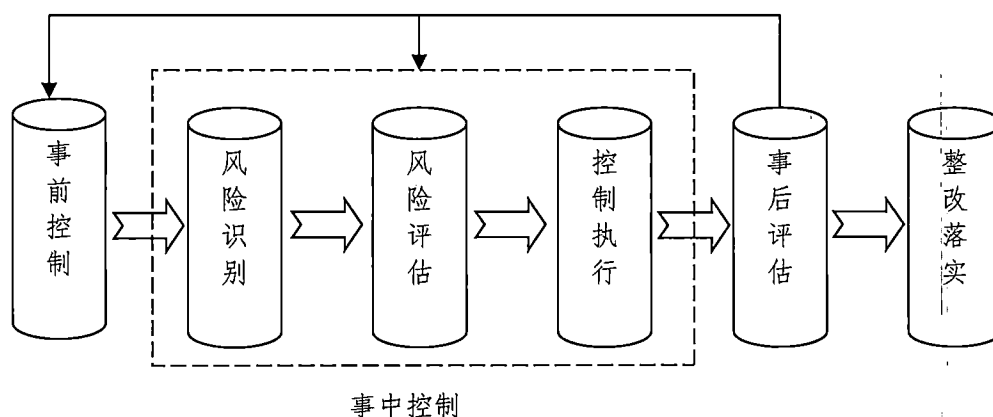 事前控制
风险识别
风险评估
控制执行
事后评估
整改落实
事中控制